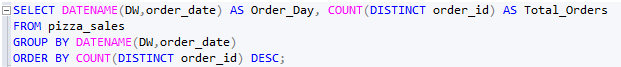 SELECT DATENAME(DW,order_date) AS Order_Day, COUNT(DISTINCT order_id) AS Total_Orders
FROM pizza_sales
GROUP BY DATENAME(DW,order_date)
ORDER BY COUNT(DISTINCT order_id) DESC;